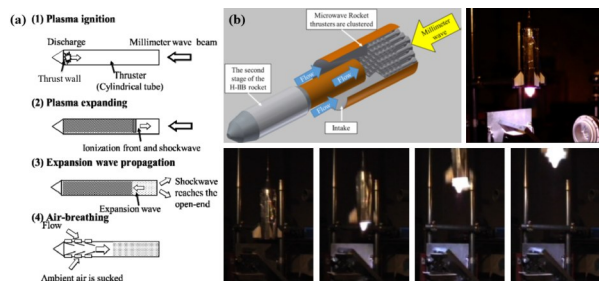 (a)
(1) Plasma ignition
Discharge
Millimeter wave beam
Thrust wall
Thruster
(Cylindrical tube)
(2) Plasma expanding
Ionization front and shockwave
(3) Expansion wave propagation
Shockwave
reaches the
open-end
Expansion wave
(4) Air-breathing
Flow
Ambient air is sucked
(b)
Microwave Rocket
thrusters are clustered
Millimeter
wave
The second
stage of the
H-IIB rocket
Flow
Flow
Flow
Intake